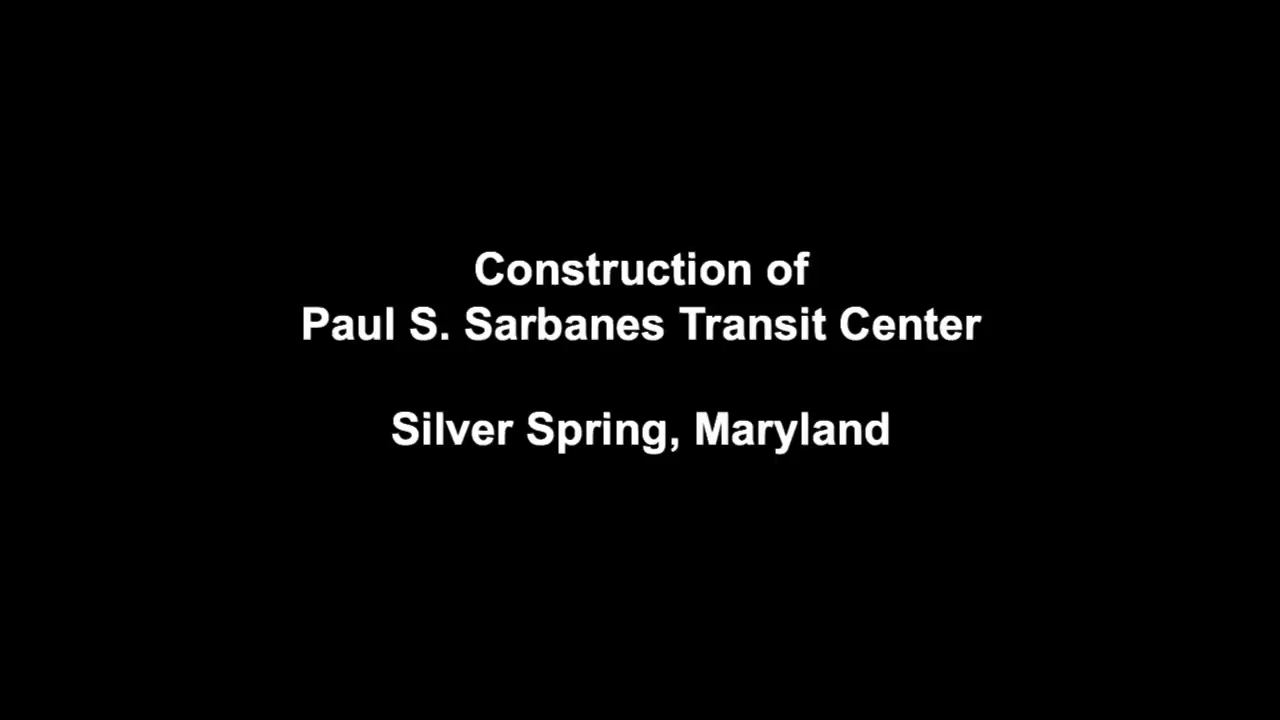 Construction of
Paul S. Sarbanes Transit Center
Silver Spring, Maryland